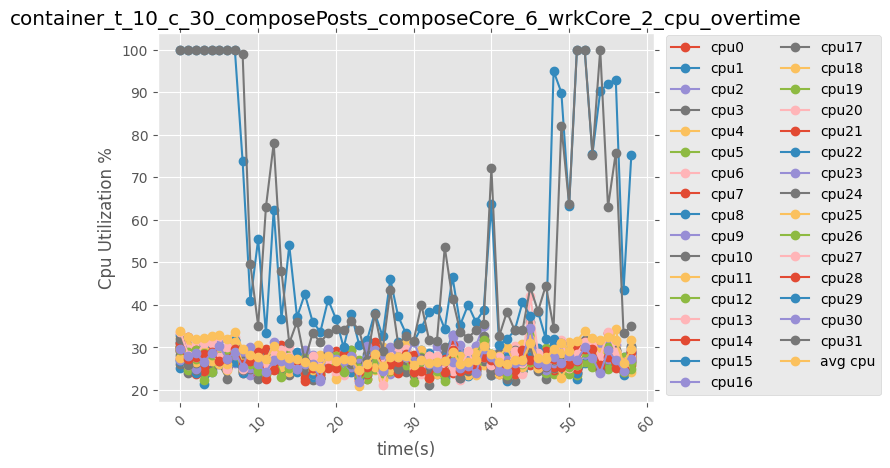 container_t_10_c_30_composePosts_composeCore_6_wrkCore_2_cpu_overtime
Cpu Utilization %
100
90
80
70
60
50
40
30
20
0
10
20
30
40
50
60
time(s)
cpu0
cpu1
cpu2
cpu3
cpu4
cpu5
cpu6
cpu7
cpu8
cpu9
cpu10
cpu11
cpu12
cpu13
cpu14
cpu15
cpu16
cpu17
cpu18
cpu19
cpu20
cpu21
cpu22
cpu23
cpu24
cpu25
cpu26
cpu27
cpu28
cpu29
cpu30
cpu31
avg cpu